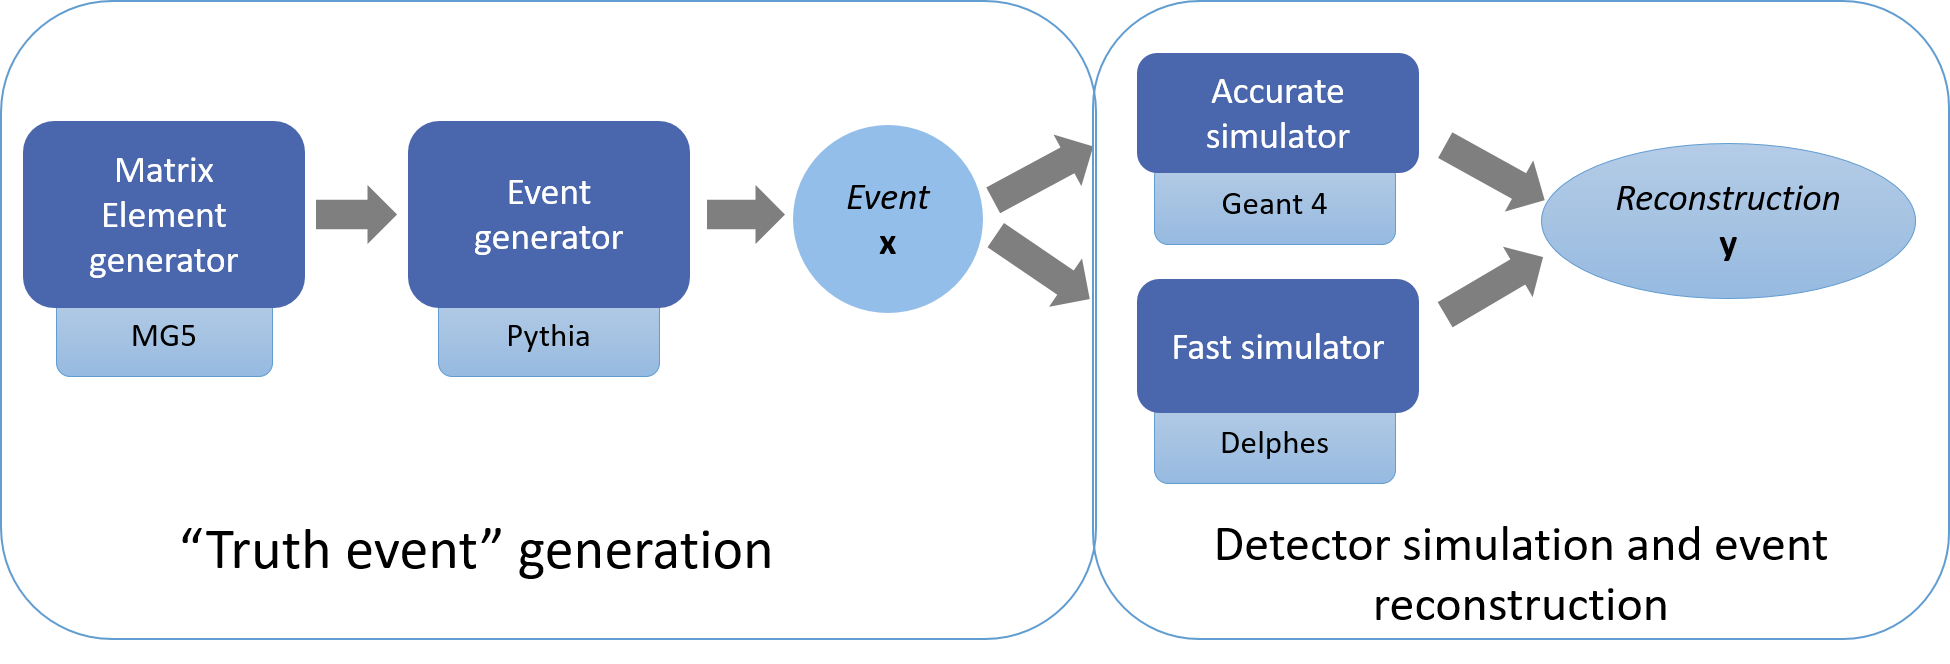 Matrix
Element
generator
MG5
Event
generator
Pythia
Event
x
“Truth event” generation
Accurate
simulator
Geant 4
Fast simulator
Delphes
Reconstruction
y
Detector simulation and event
reconstruction